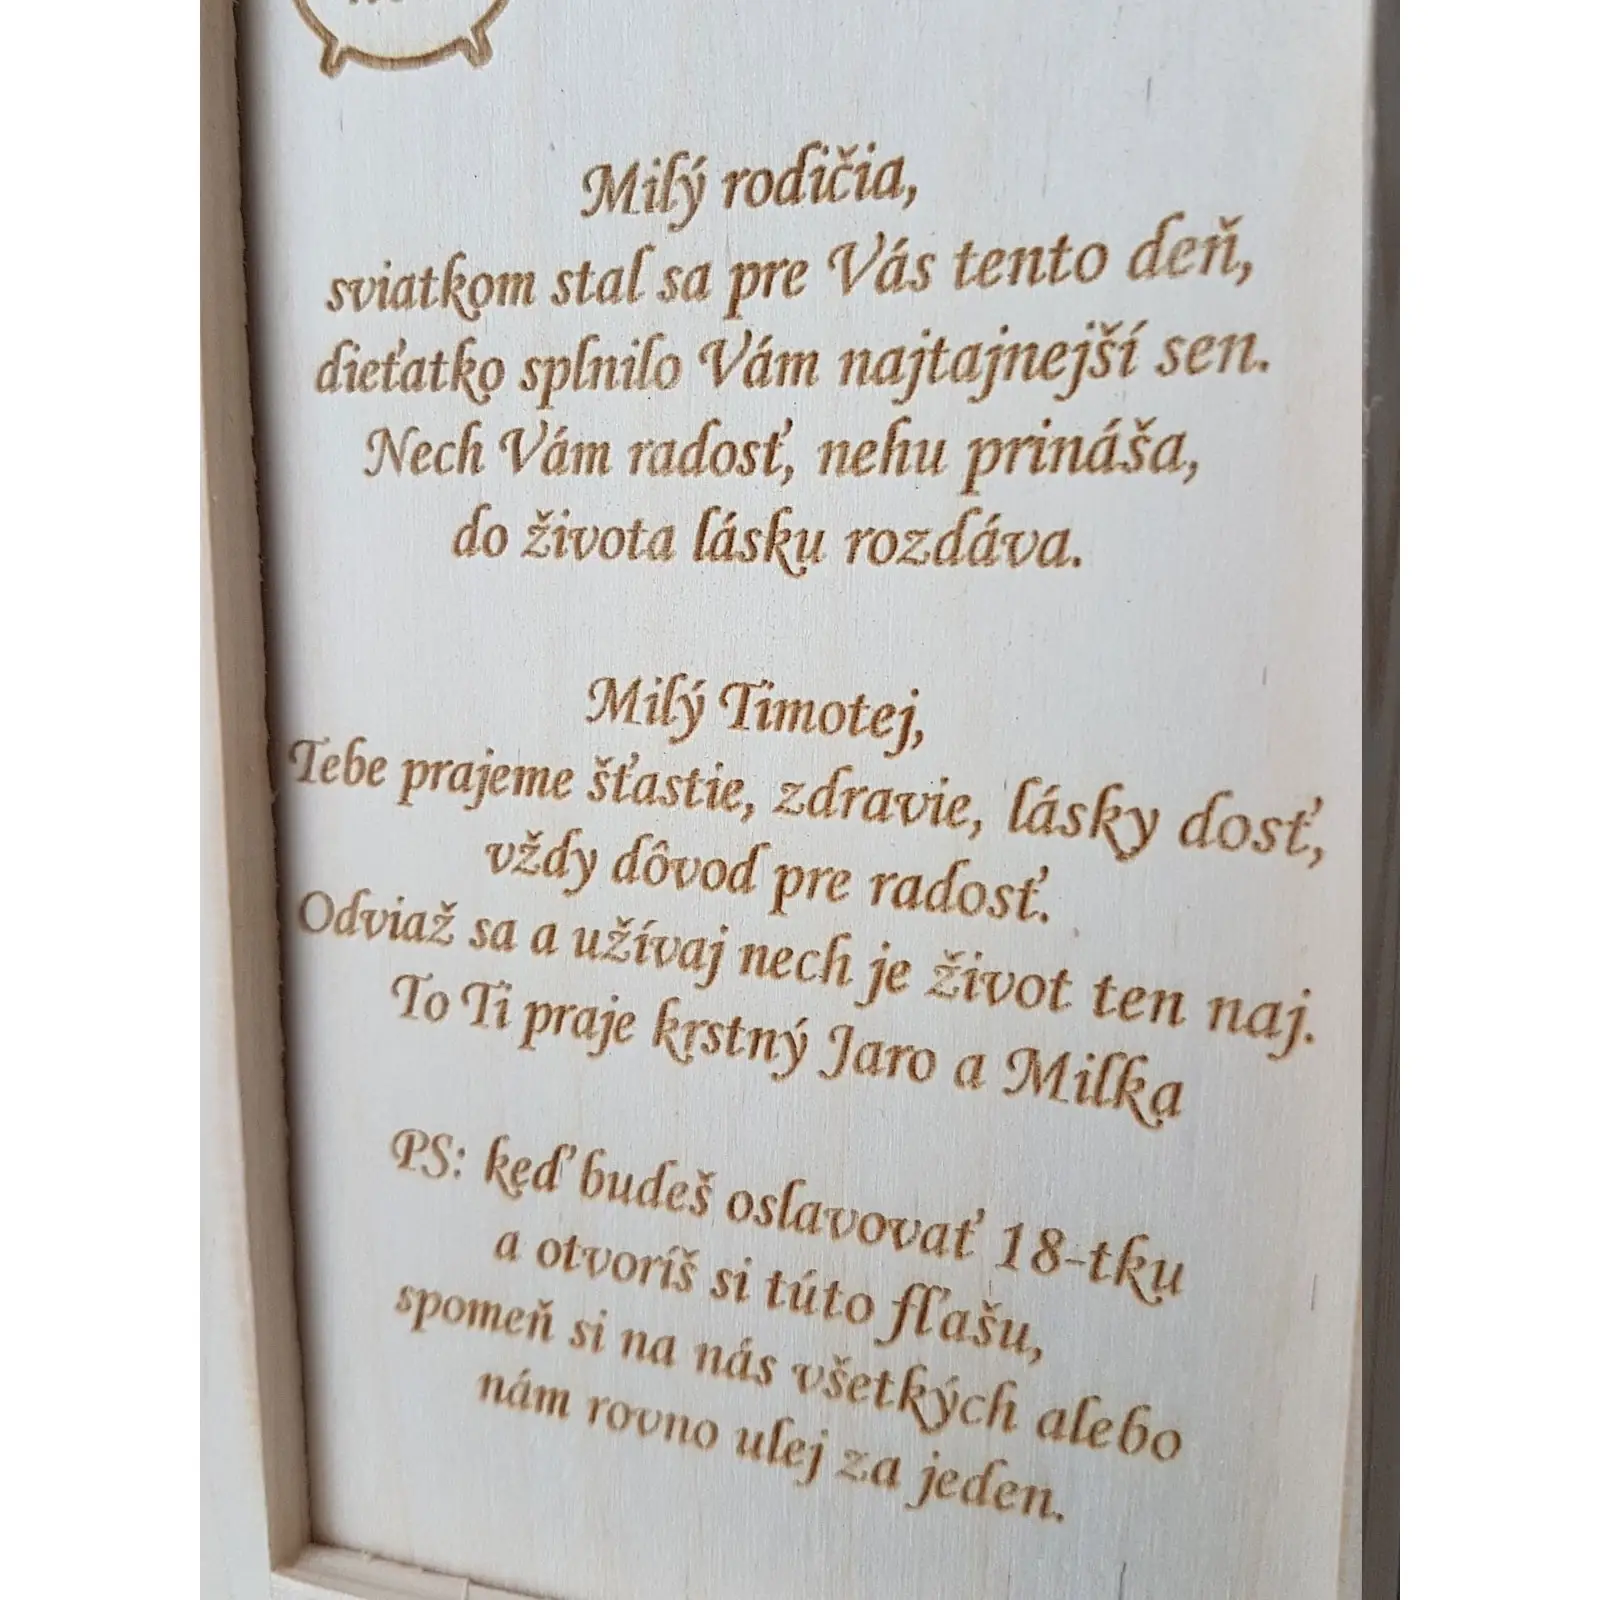 Milý rodičia,
sviatkom stal sa pre Vás tento deň,
dieťatko splnilo Vám najtajnejší sen.
Nech Vám radosť, nehu prináša,
do života lásku rozdáva.
Milý Timotej,
Tebe prajeme šťastie, zdravie, lásky dosť,
vždy dôvod pre radosť.
Odviaž sa a užívaj nech je život ten naj.
To Ti praje krstný Jaro a Milka
PS: keď budeš oslavovať 18-tku
a otvoríš si túto fľašu,
spomeň si na nás všetkých alebo
nám rovno ulej za jeden.